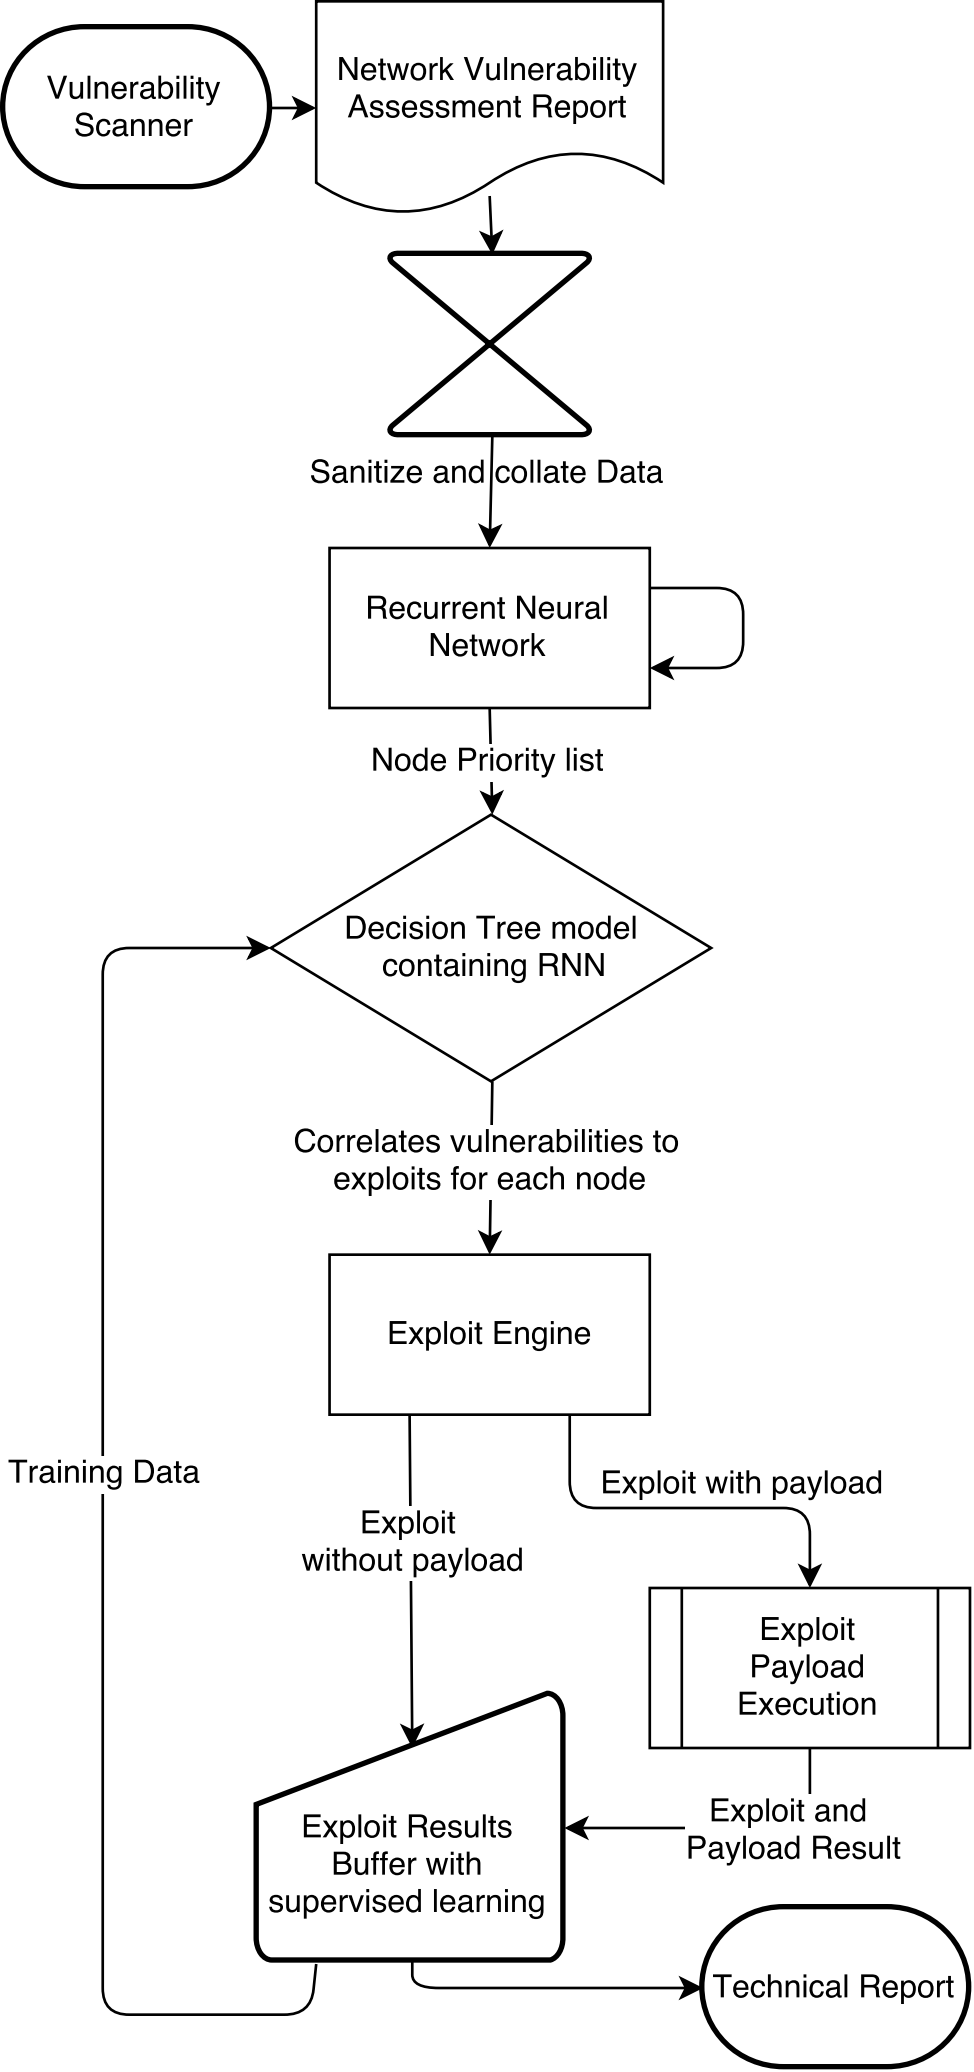 Vulnerability
Scanner
Network Vulnerability
Assessment Report
Sanitize and collate Data
Recurrent Neural
Network
Node Priority list
Decision Tree model
containing RNN
Correlates vulnerabilities to
exploits for each node
Exploit Engine
Training Data
Exploit with payload
Exploit
without payload
Exploit
Payload
Execution
Exploit and
Payload Result
Exploit Results
Buffer with
supervised learning
Technical Report